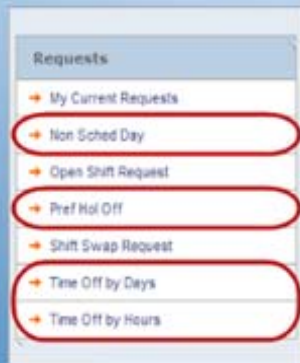 Requests
My Current Requests
Non Sched Day
Open Shift Request
Pref Hol Off
Shift Swap Request
Time Off by Days
Time Off by Hours